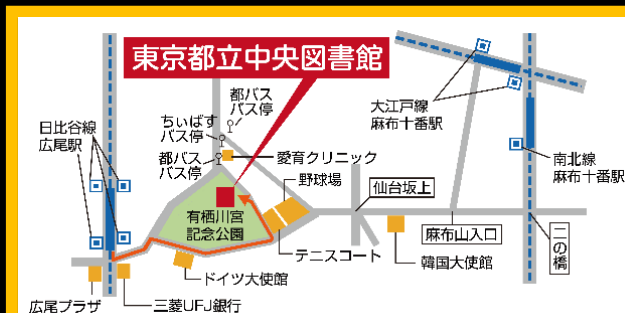 東京都立中央図書館
都バス
バス停
ちぃばす
バス停
都バス
バス停
愛育クリニック
野球場
日比谷線
広尾駅
有栖川宮
記念公園
大江戸線
麻布十番駅
南北線
麻布十番駅
仙台坂上
麻布山入口
二の橋
テニスコート
韓国大使館
ドイツ大使館
広尾プラザ
三菱UFJ銀行